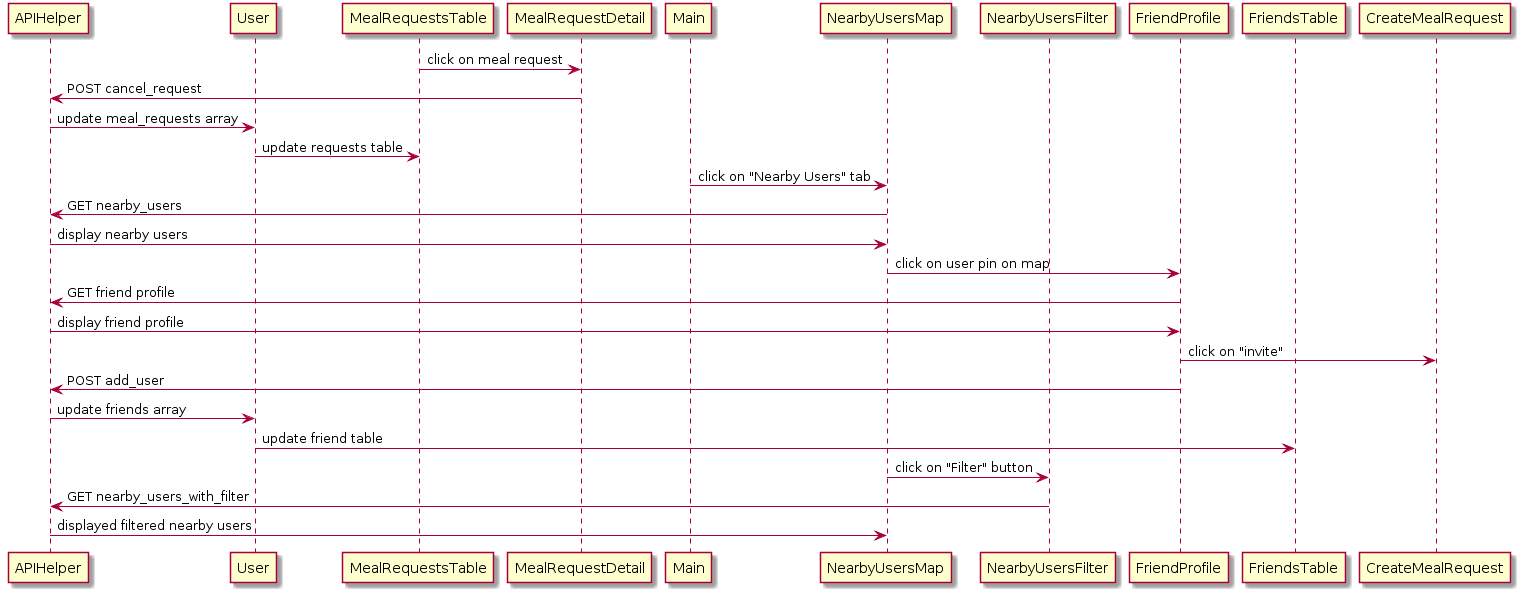 APIHelper User MealRequestsTable MealRequestDetail Main NearbyUsersMap NearbyUsersFilter FriendProfile FriendsTable CreateMealRequest
click on meal request
POST cancel_request
update meal_requests array
update requests table
click on "Nearby Users" tab
GET nearby_users
display nearby users
click on user pin on map
GET friend profile
display friend profile
click on "invite"
POST add_user
update friends array
update friend table
click on "Filter" button
GET nearby_users_with_filter
displayed filtered nearby users
APIHelper User MealRequestsTable MealRequestDetail Main NearbyUsersMap NearbyUsersFilter FriendProfile FriendsTable CreateMealRequest